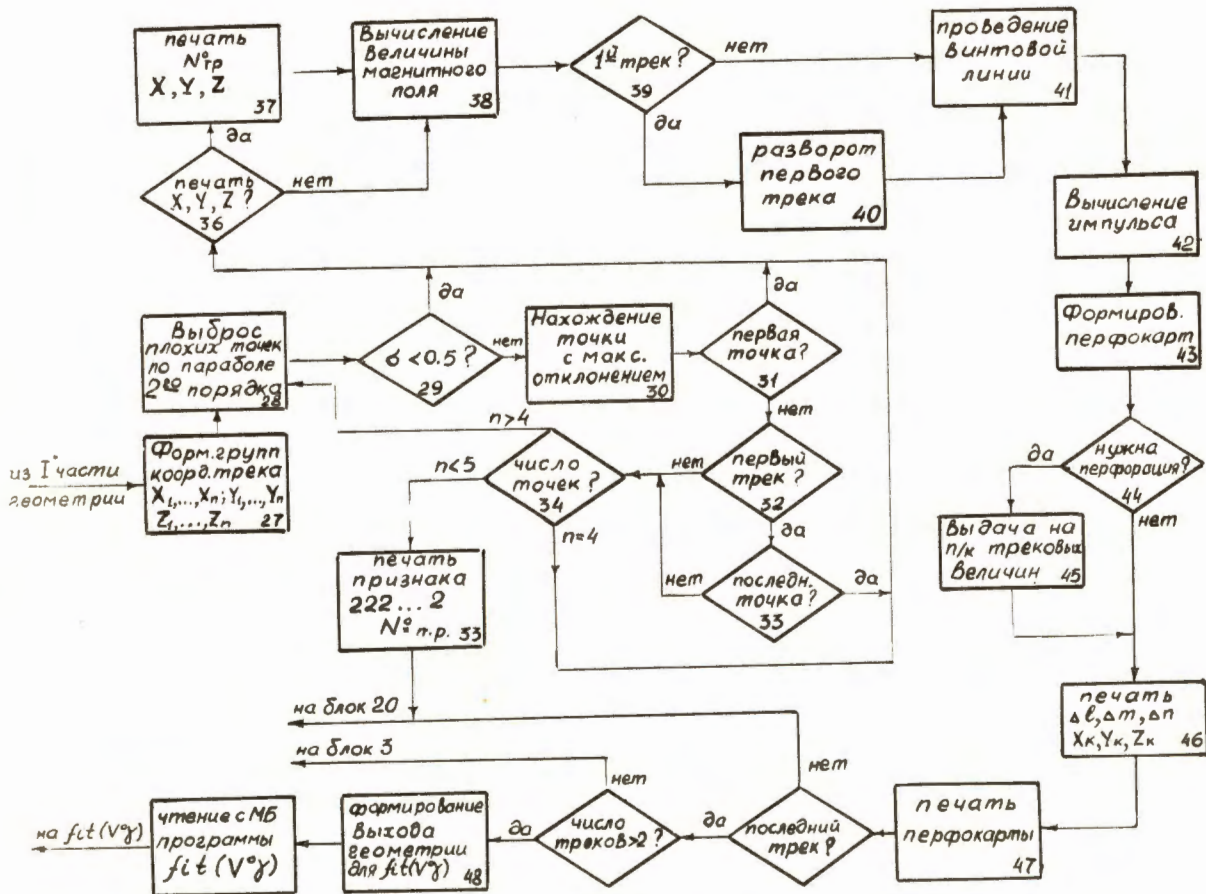 печать
№тр
X, Y, Z
37
Вычисление
величины
магнитного
поля
38
1й трек?
39
нет
да
проведение
винтовой
линии
41
разворот
первого
трека
40
да
печать
X, Y, Z?
36
нет
Вычисление
импульса
42
Формиров.
перфокарт
43
да
да
Выброс
плохих точек
по параболе
2го порядка
28
σ < 0.5 ?
29
нет
Нахождение
точки
с макс.
отклонением
30
первая
точка?
31
нет
n>4
из I части
геометрии
Форм.групп
коорд.трека
X1,...,Xn; Y1,...,Yn
Z1,...,Zn
27
n<5
число
точек?
34
n=4
нет
первый
трек?
32
да
нет
последн.
точка?
33
да
да
нужна
перфорация?
44
нет
Выдача на
п/к трековых
величин
45
печать
признака
222...2
№ п.р. 33
печать
Δl, Δm, Δn
Xк, Yк, Zк
46
на блок 20
на блок 3
нет
нет
на fit(V°γ)
чтение с МБ
программы
fit (V°γ)
формирование
выхода
геометрии
для fit(V°γ)
48
да
число
треков>2?
да
последний
трек?
печать
перфокарты
47